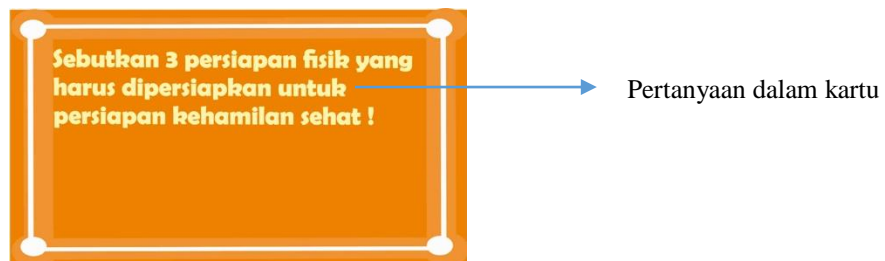 Sebutkan 3 persiapan fisik yang
harus dipersiapkan untuk
persiapan kehamilan sehat !
Pertanyaan dalam kartu